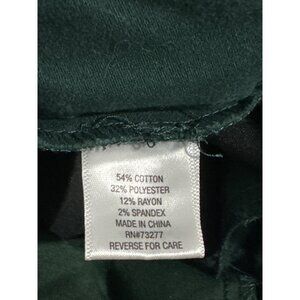 54% COTTON
32% POLYESTER
12% RAYON
2% SPANDEX
MADE IN CHINA
RN#73277
REVERSE FOR CARE